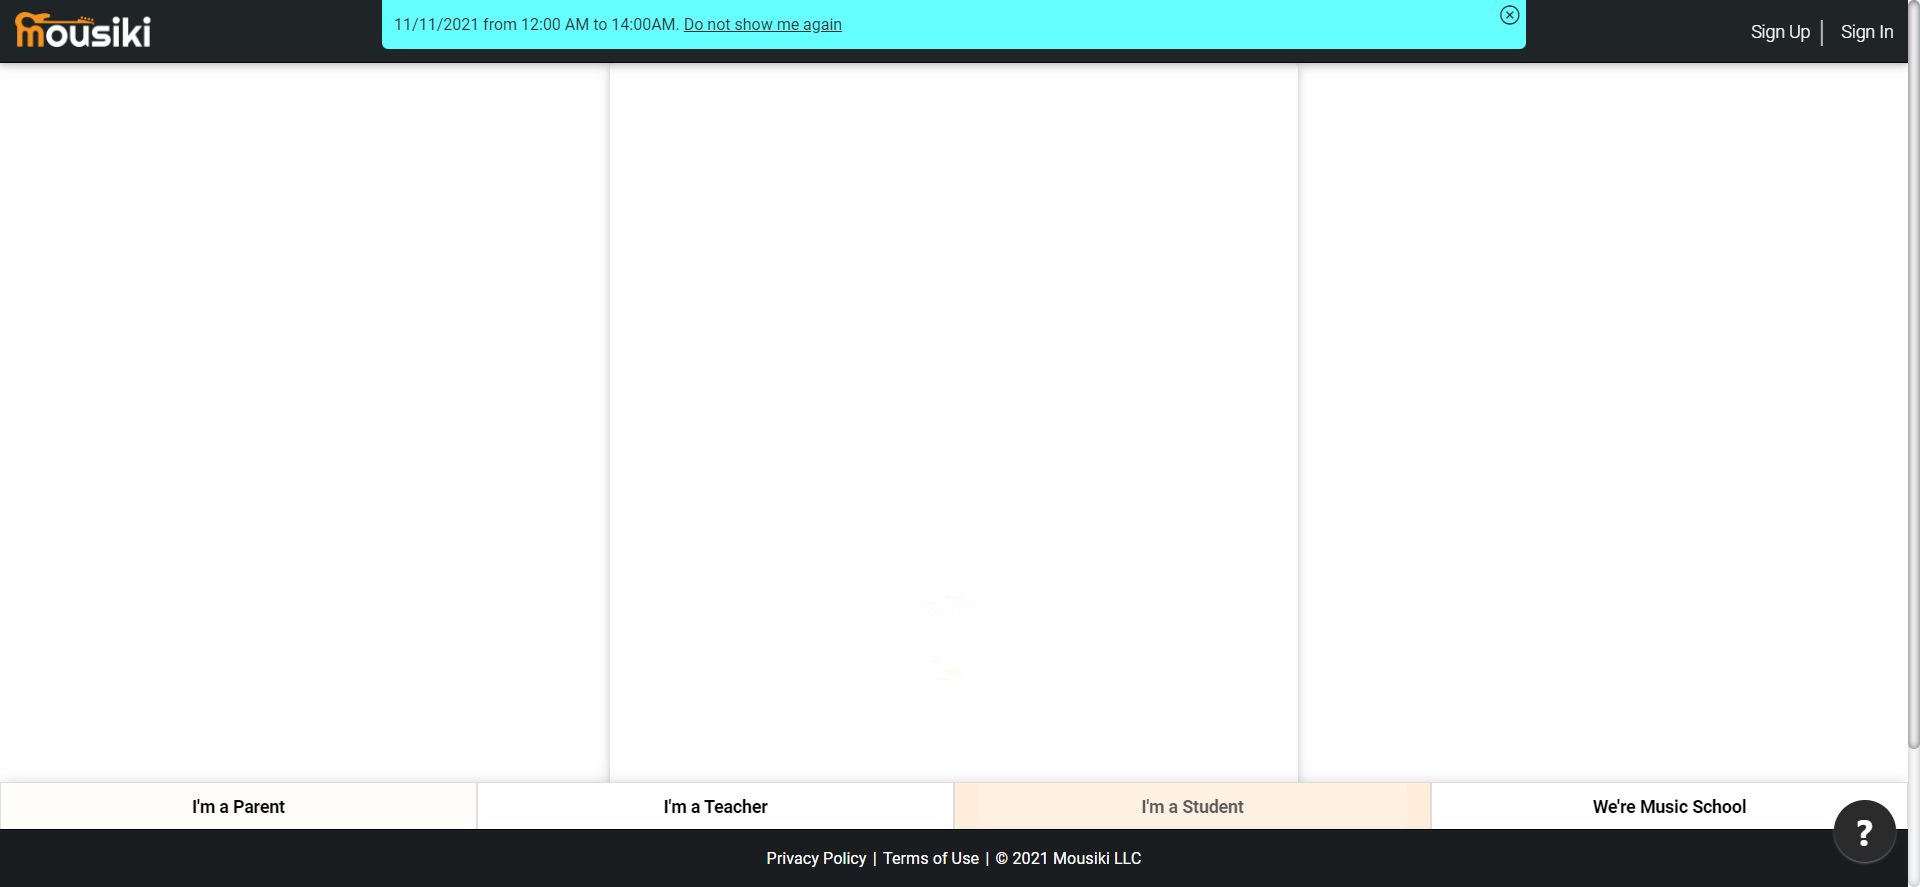 mousiki
11/11/2021 from 12:00 AM to 14:00AM. Do not show me again
Sign Up | Sign In
I'm a Parent
I'm a Teacher
I'm a Student
We're Music School
?
Privacy Policy | Terms of Use | © 2021 Mousiki LLC